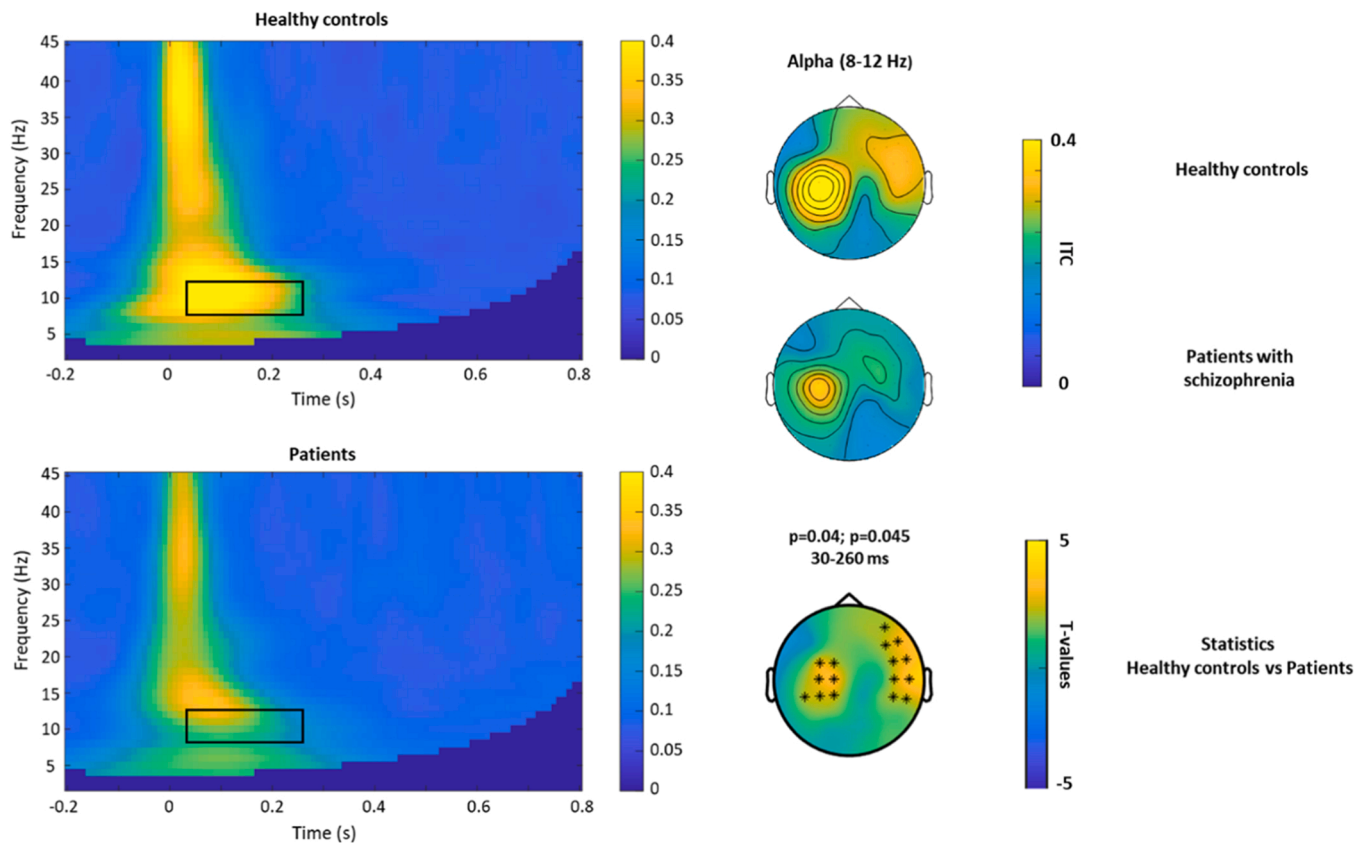 Healthy controls
45
40
35
30
25
20
15
10
5
Frequency (Hz)
-0.2 0 0.2 0.4 0.6 0.8
Time (s)
0.4
0.35
0.3
0.25
0.2
0.15
0.1
0.05
0
Patients
45
40
35
30
25
20
15
10
5
Frequency (Hz)
-0.2 0 0.2 0.4 0.6 0.8
Time (s)
0.4
0.35
0.3
0.25
0.2
0.15
0.1
0.05
0
Alpha (8-12 Hz)
0.4
ITC
0
Healthy controls
Patients with
schizophrenia
p=0.04; p=0.045
30-260 ms
5
T-values
-5
Statistics
Healthy controls vs Patients